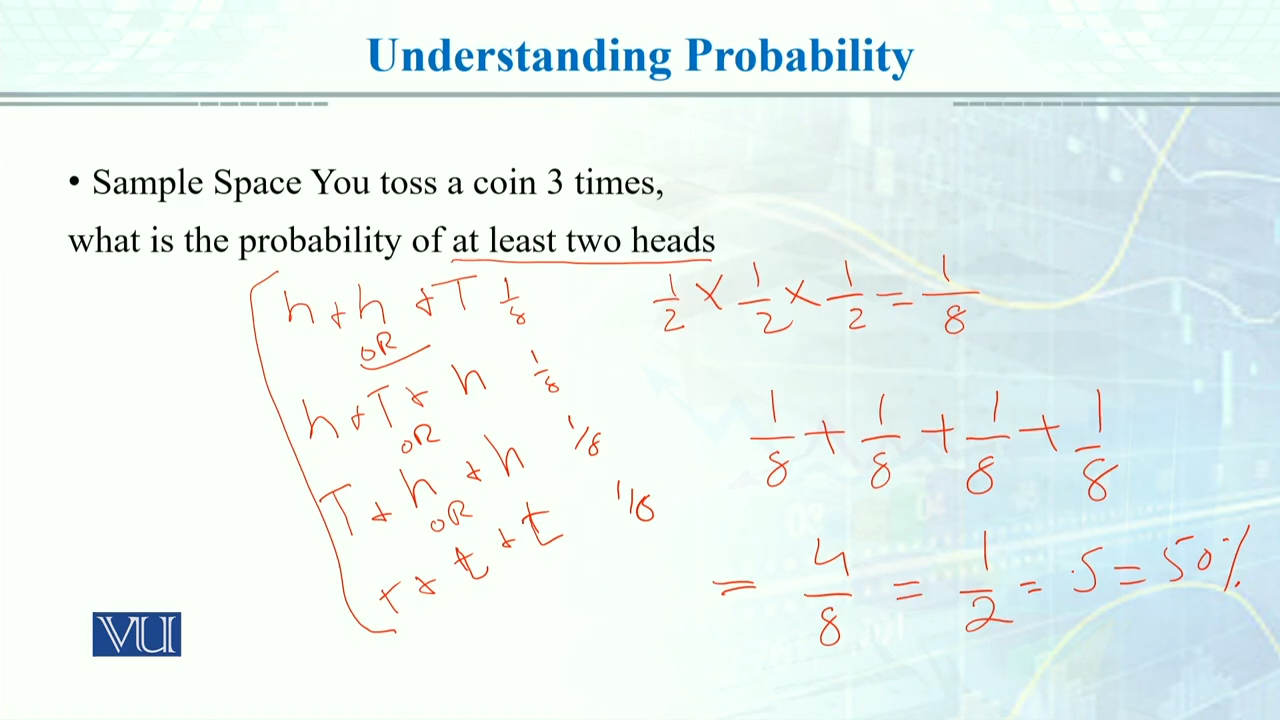 Understanding Probability
• Sample Space You toss a coin 3 times,
what is the probability of at least two heads
h + h + T 1/8
OR
h + T + h 1/8
OR
T + h + h 1/8
OR
T + t + t 1/8
1/2 × 1/2 × 1/2 = 1/8
1/8 + 1/8 + 1/8 + 1/8
= 4/8 = 1/2 = .5 = 50%
VU